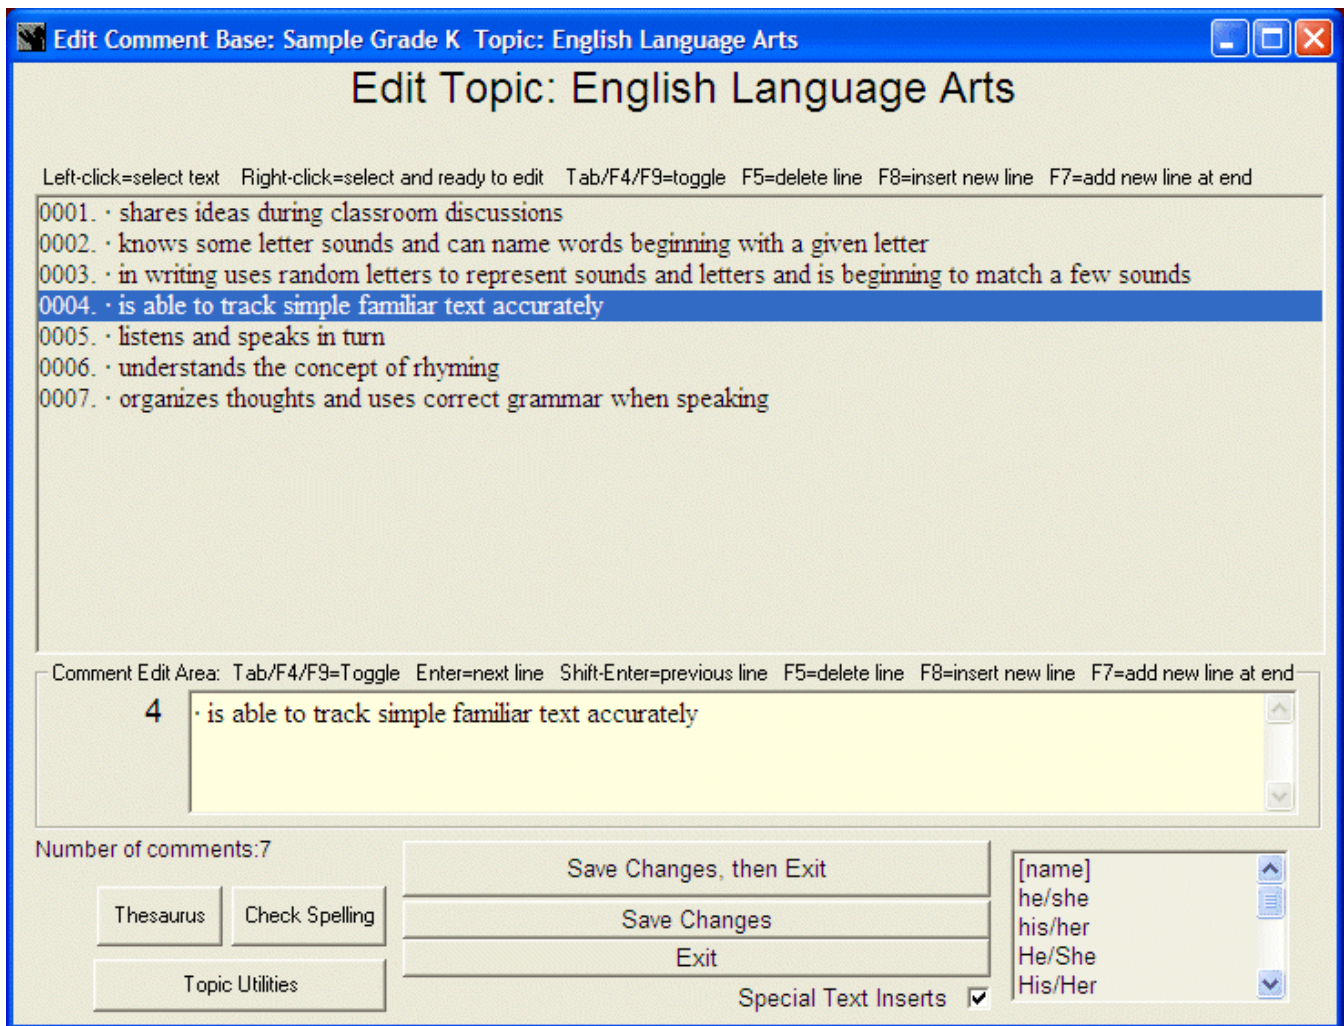 Edit Comment Base: Sample Grade K Topic: English Language Arts
Edit Topic: English Language Arts
Left-click=select text Right-click=select and ready to edit Tab/F4/F9=toggle F5=delete line F8=insert new line F7=add new line at end
0001. · shares ideas during classroom discussions
0002. · knows some letter sounds and can name words beginning with a given letter
0003. · in writing uses random letters to represent sounds and letters and is beginning to match a few sounds
0004. · is able to track simple familiar text accurately
0005. · listens and speaks in turn
0006. · understands the concept of rhyming
0007. · organizes thoughts and uses correct grammar when speaking
Comment Edit Area: Tab/F4/F9=Toggle Enter=next line Shift-Enter=previous line F5=delete line F8=insert new line F7=add new line at end
4 · is able to track simple familiar text accurately
Number of comments:7
Thesaurus
Check Spelling
Topic Utilities
Save Changes, then Exit
Save Changes
Exit
Special Text Inserts
[name]
he/she
his/her
He/She
His/Her